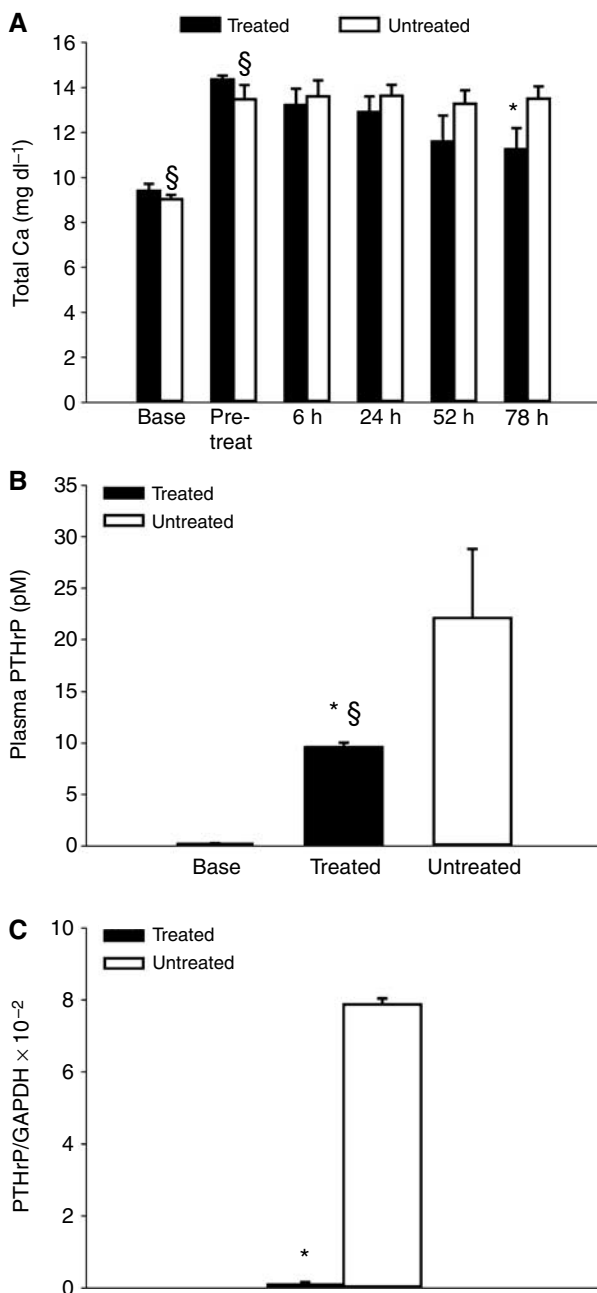 A
Treated Untreated
16
14
12
10
8
6
4
2
0
Total Ca (mg dl⁻¹)
§
§
*
Base Pre-treat 6 h 24 h 52 h 78 h
B
Treated
Untreated
35
30
25
20
15
10
5
0
Plasma PTHrP (pM)
* §
Base Treated Untreated
C
Treated
Untreated
10
8
6
4
2
0
PTHrP/GAPDH × 10⁻²
*